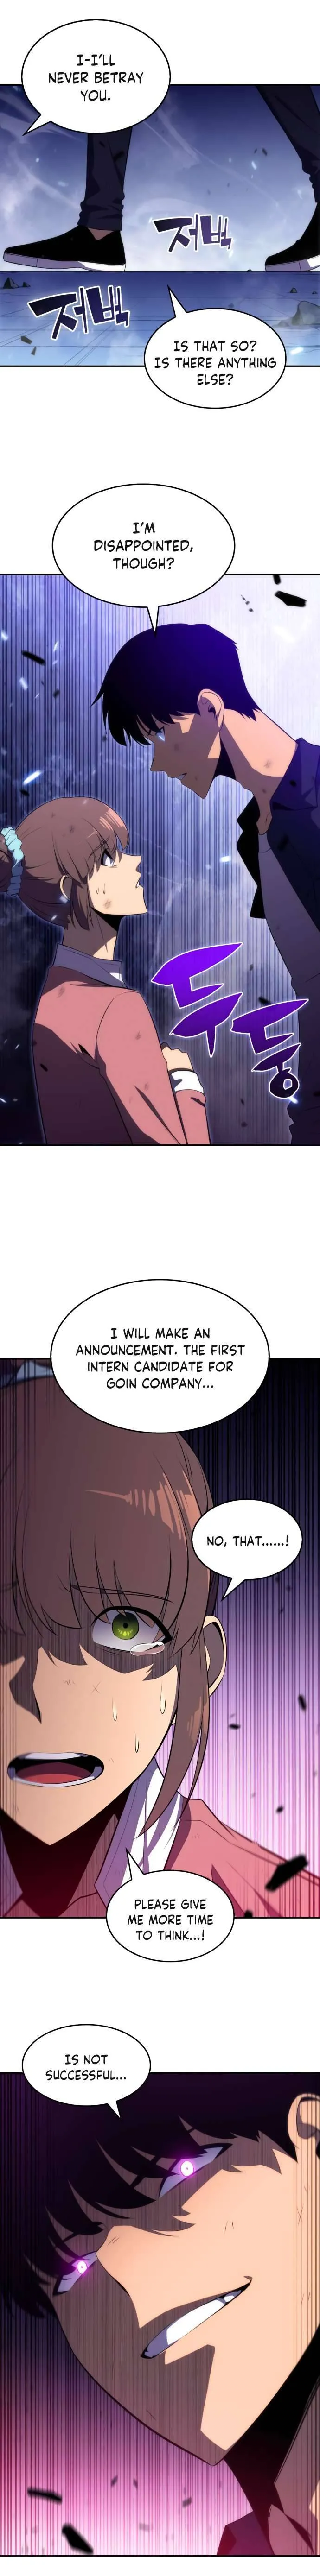 I-I'LL
NEVER BETRAY
YOU.
저벅
저벅
IS THAT SO?
IS THERE ANYTHING
ELSE?
I'M
DISAPPOINTED,
THOUGH?
두둥
I WILL MAKE AN
ANNOUNCEMENT. THE FIRST
INTERN CANDIDATE FOR
GOIN COMPANY...
NO, THAT......!
PLEASE GIVE
ME MORE TIME
TO THINK...!
IS NOT
SUCCESSFUL...